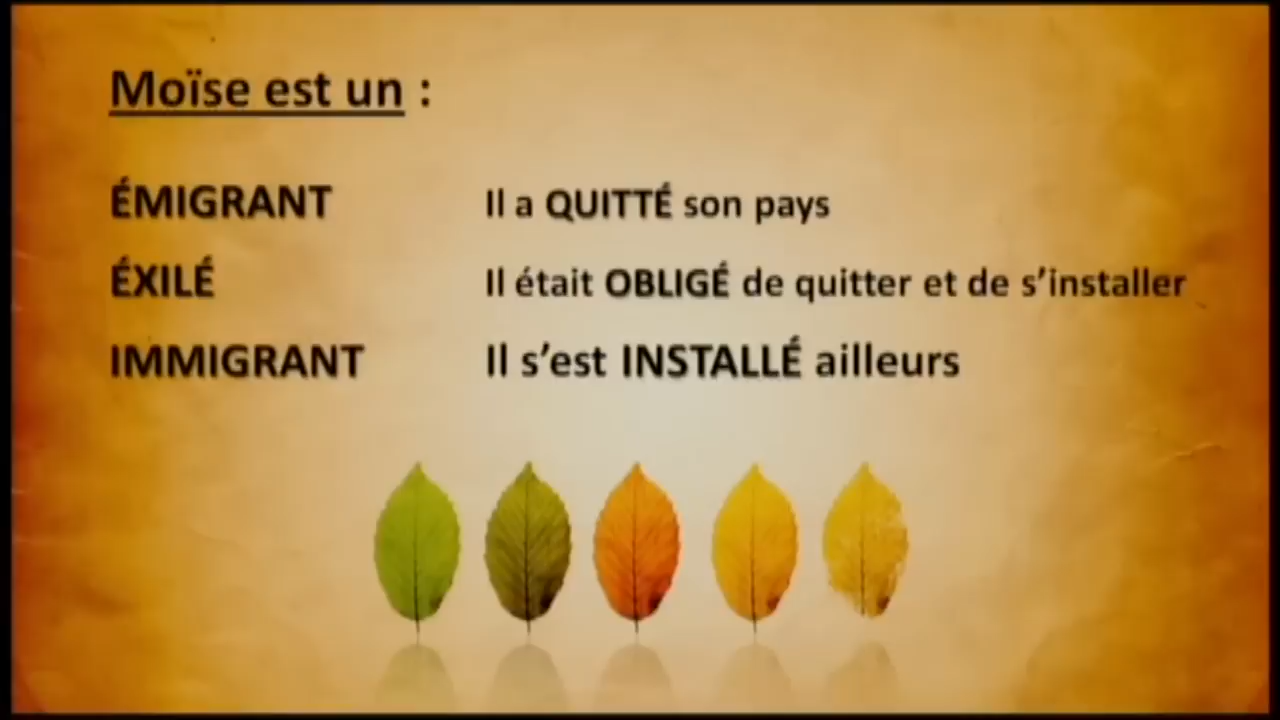 Moïse est un :
ÉMIGRANT Il a QUITTÉ son pays
ÉXILÉ Il était OBLIGÉ de quitter et de s’installer
IMMIGRANT Il s’est INSTALLÉ ailleurs